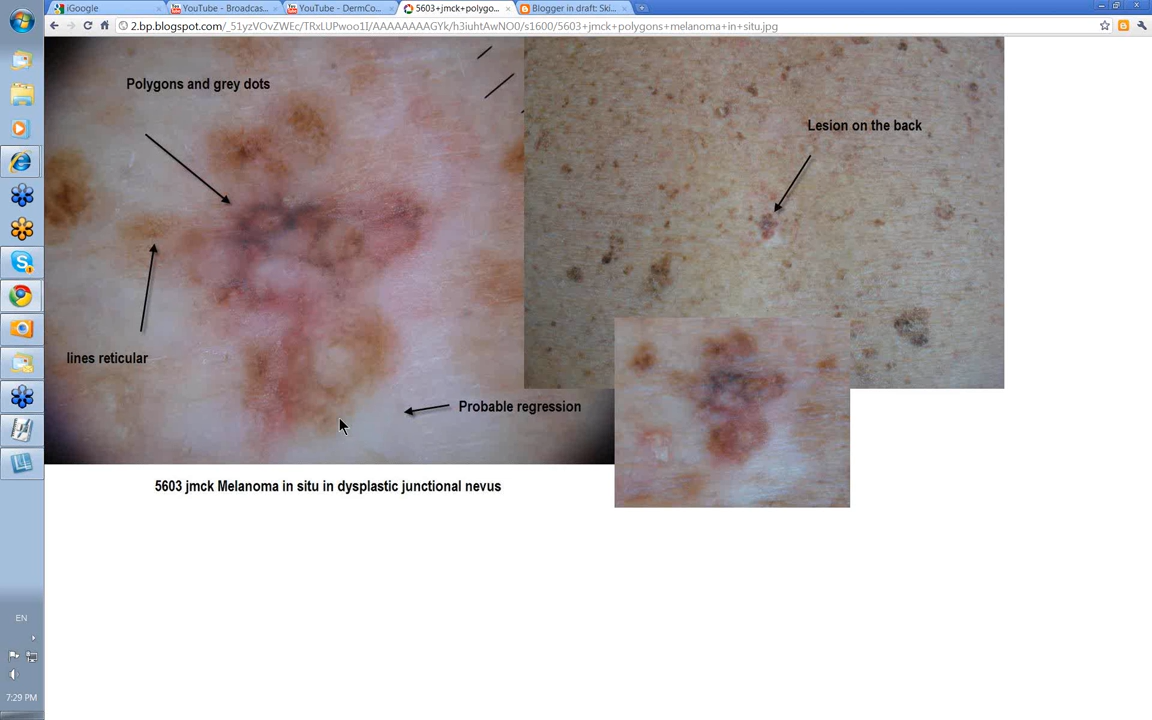 iGoogle
YouTube - Broadcas...
YouTube - DermCo...
5603+jmck+polygo...
Blogger in draft: Ski...
2.bp.blogspot.com/_51yzVOvZWEc/TRxLUPwoo1I/AAAAAAAAGYk/h3iuhtAwNO0/s1600/5603+jmck+polygons+melanoma+in+situ.jpg
Polygons and grey dots
Lesion on the back
lines reticular
Probable regression
5603 jmck Melanoma in situ in dysplastic junctional nevus
EN
7:29 PM